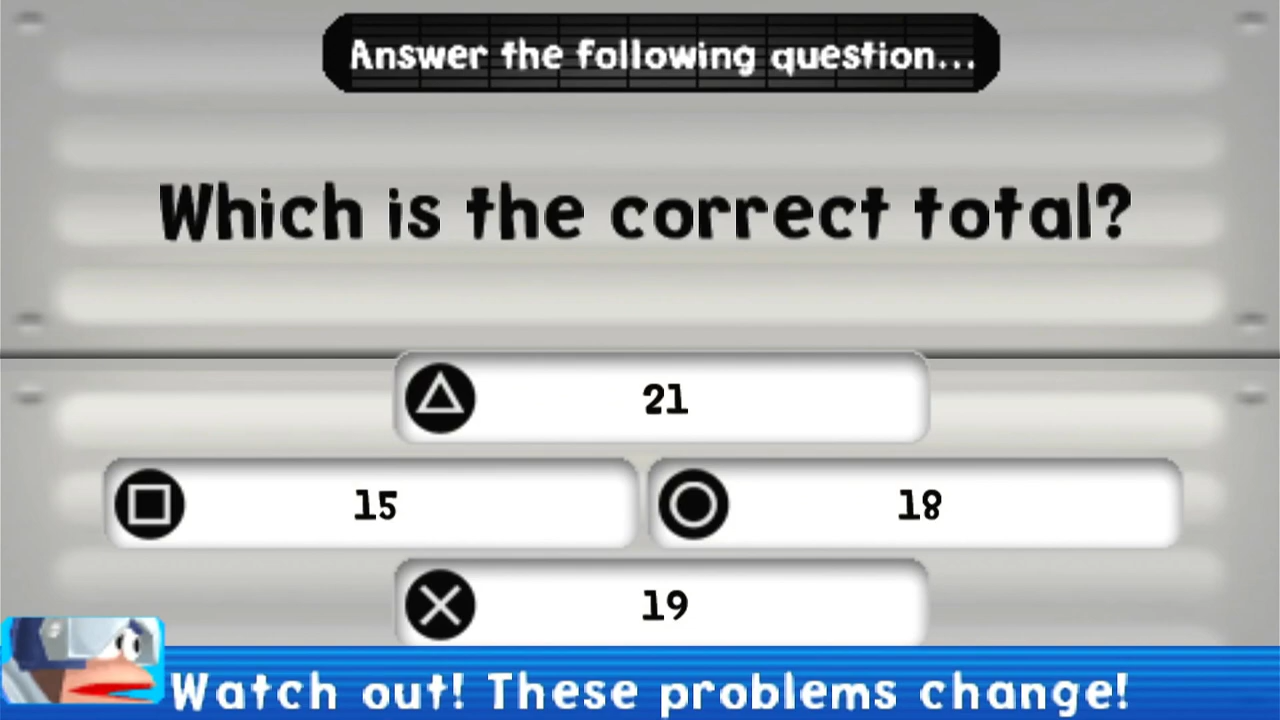 Answer the following question...
Which is the correct total?
21
15
18
19
Watch out! These problems change!